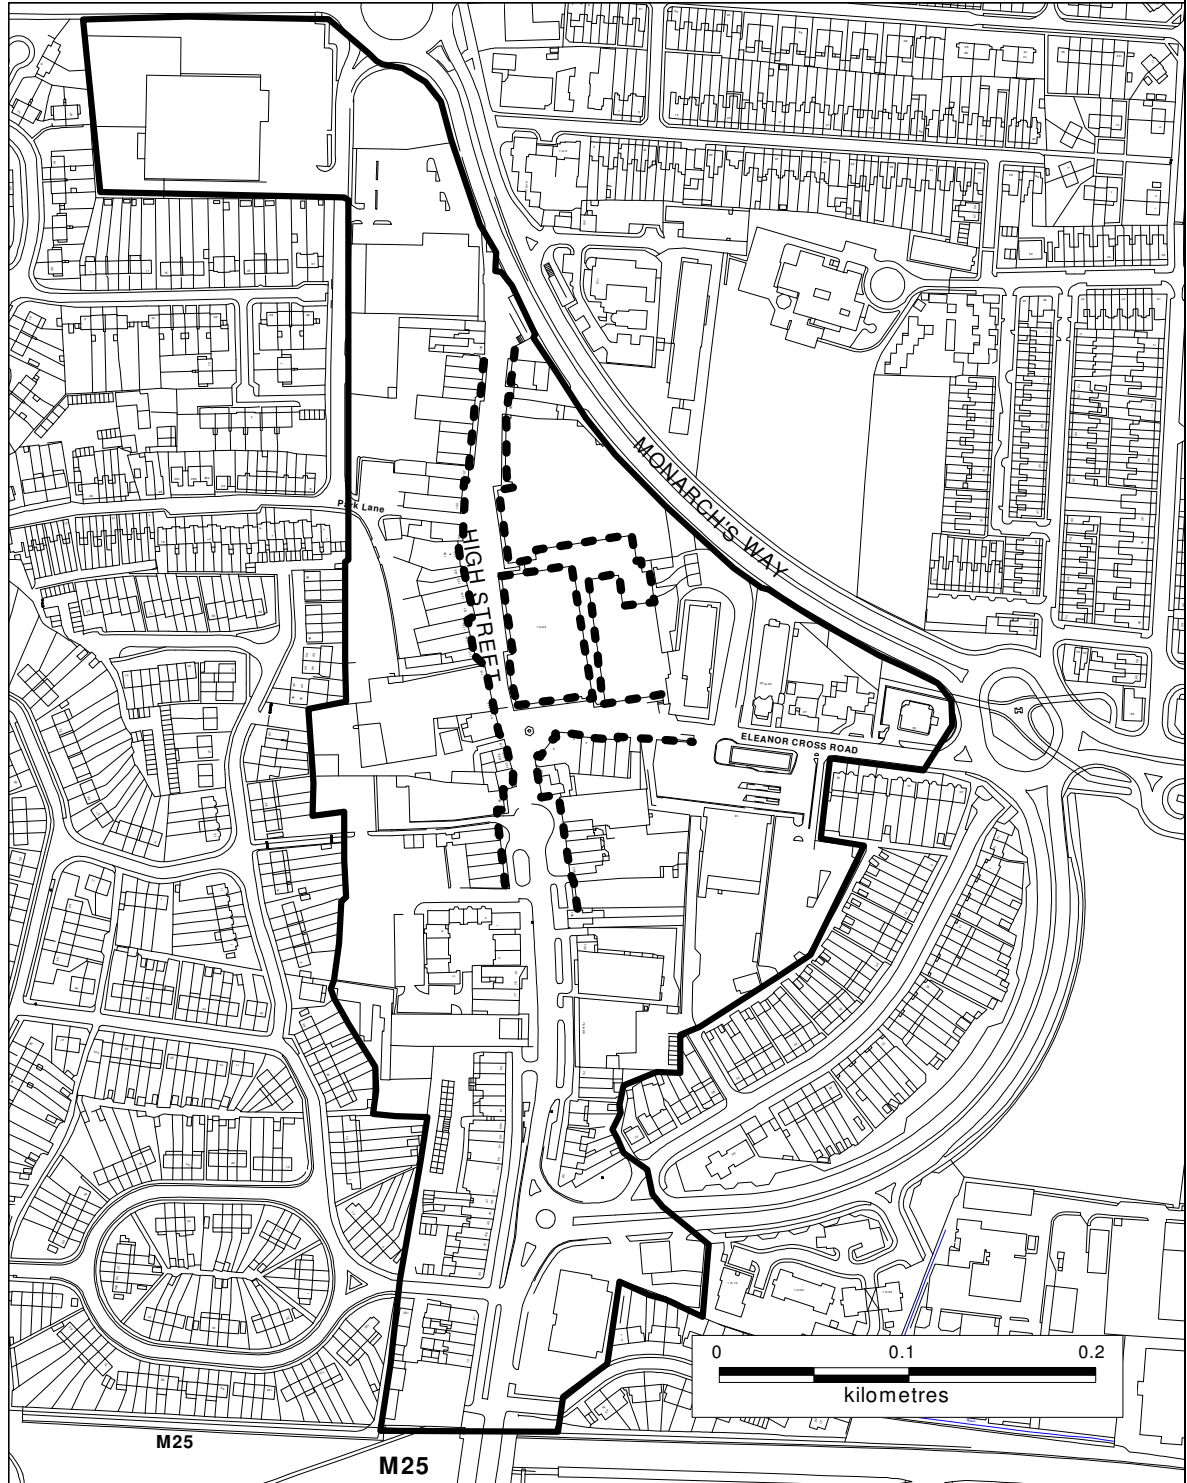 MONARCH'S WAY
Park Lane
HIGH STREET
ELEANOR CROSS ROAD
0 0.1 0.2
kilometres
M25
M25